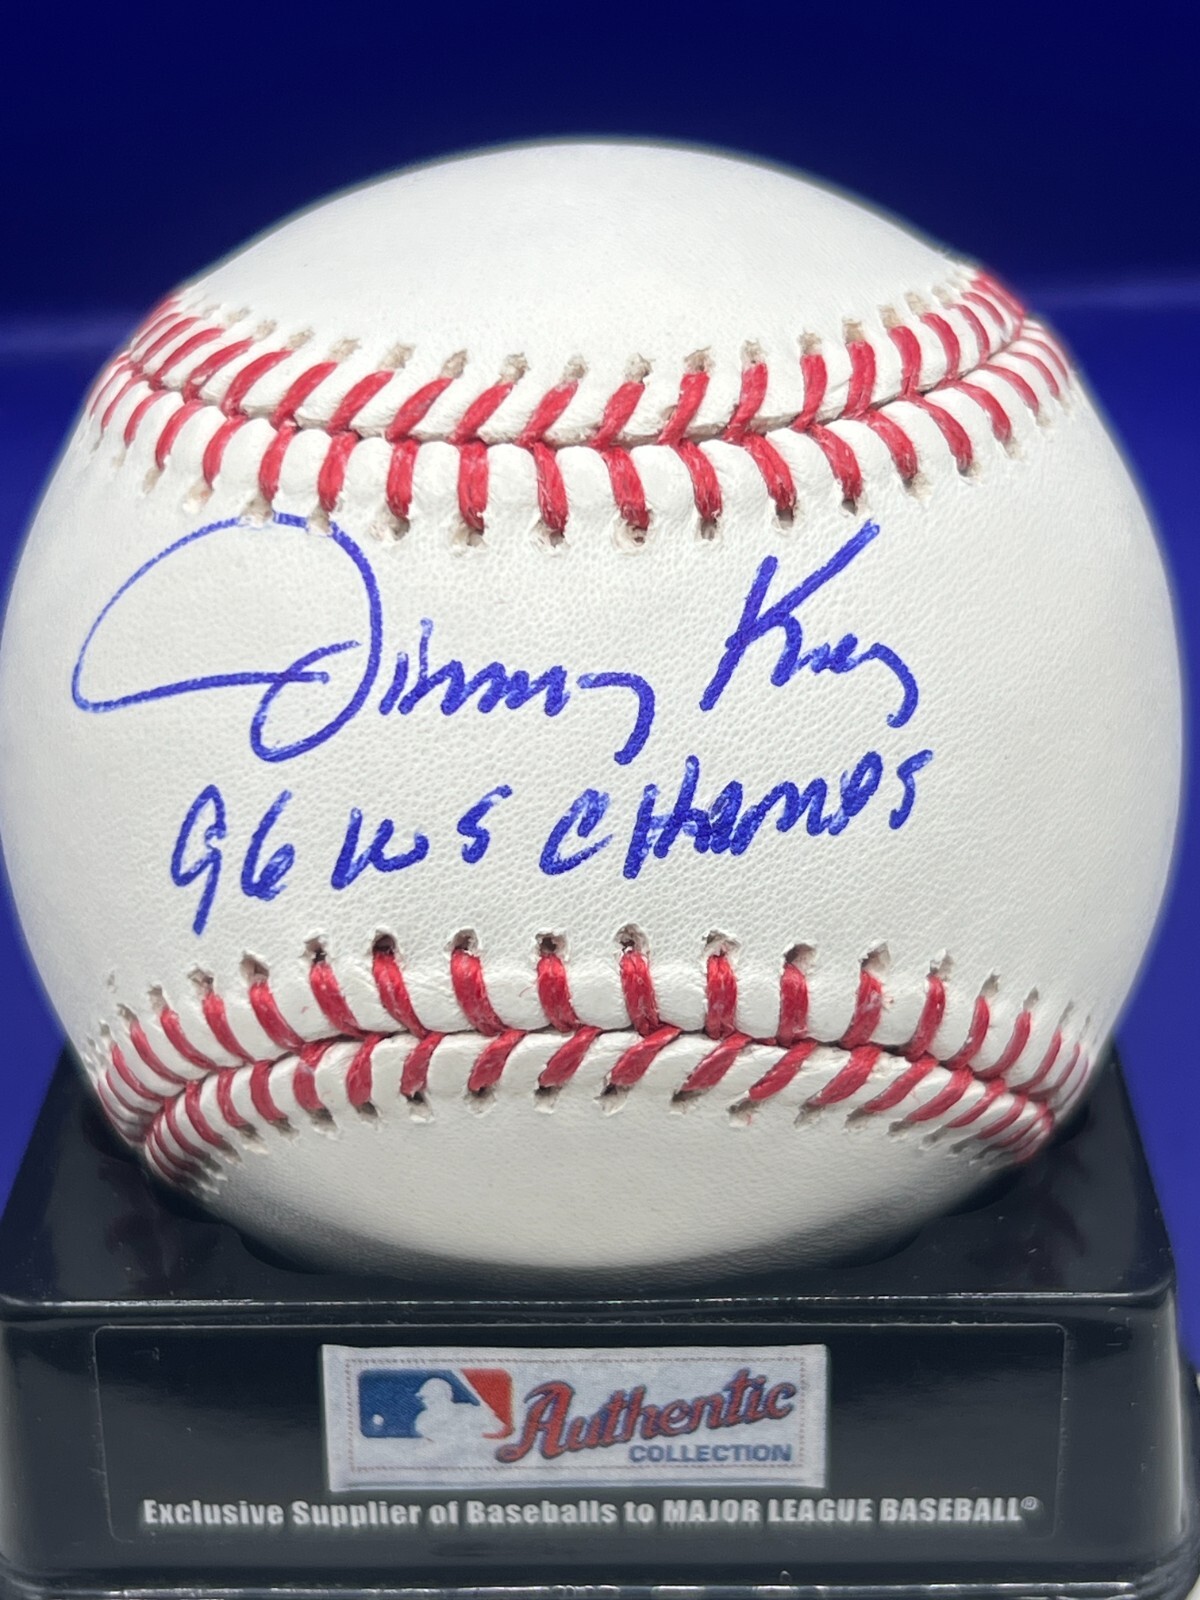 Jimmy Key
96 WS CHAMPS
Authentic
COLLECTION
Exclusive Supplier of Baseballs to MAJOR LEAGUE BASEBALL®